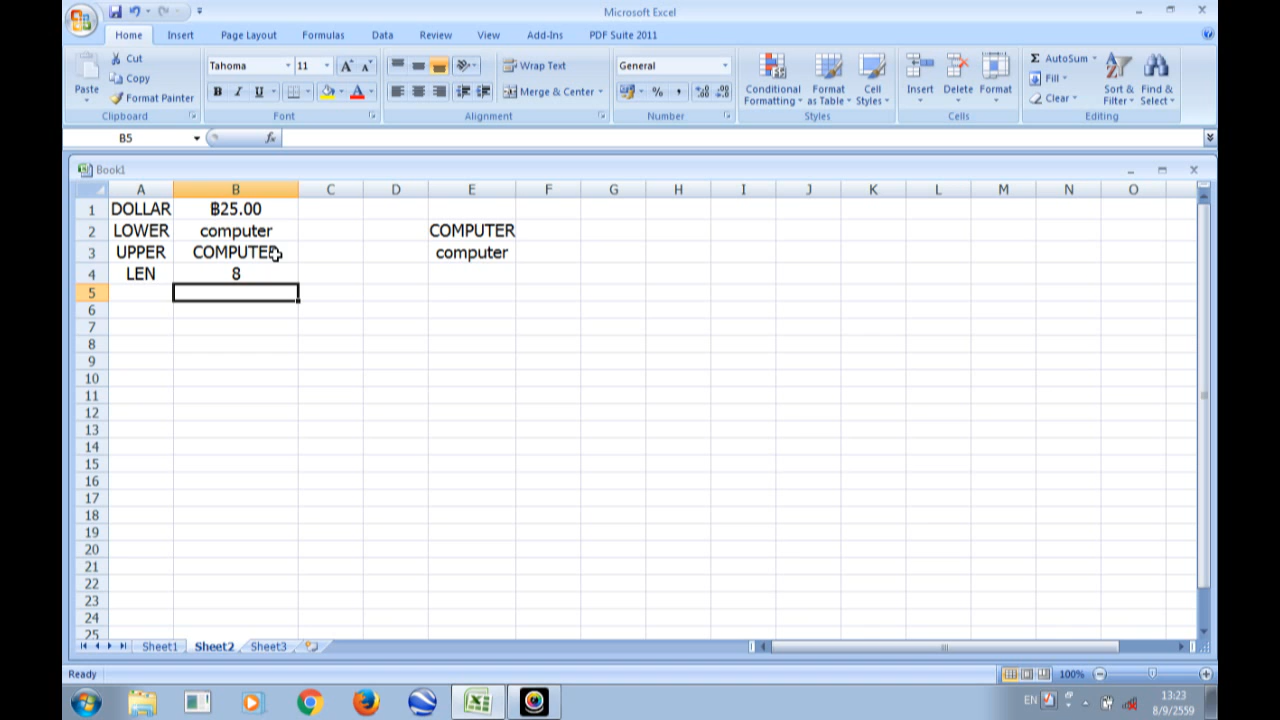 Microsoft Excel
Home Insert Page Layout Formulas Data Review View Add-Ins PDF Suite 2011
Paste
Cut
Copy
Format Painter
Clipboard
Tahoma 11
B I U
Font
Wrap Text
Merge & Center
Alignment
General
%
Number
Conditional Formatting
Format as Table
Cell Styles
Styles
Insert Delete Format
Cells
Σ AutoSum
Fill
Clear
Sort & Filter
Find & Select
Editing
B5 fx
Book1
A B C D E F G H I J K L M N O
1 DOLLAR ฿25.00
2 LOWER computer COMPUTER
3 UPPER COMPUTER computer
4 LEN 8
5
6
7
8
9
10
11
12
13
14
15
16
17
18
19
20
21
22
23
24
25
Sheet1 Sheet2 Sheet3
Ready 100%
EN 13:23
8/9/2559